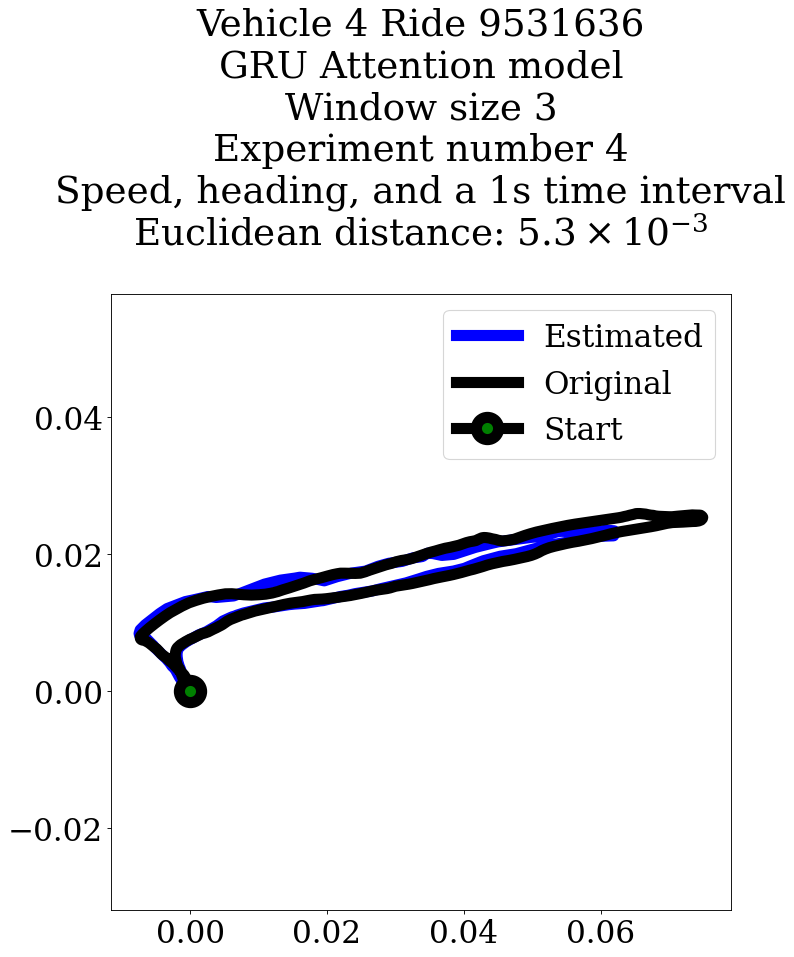 Vehicle 4 Ride 9531636
GRU Attention model
Window size 3
Experiment number 4
Speed, heading, and a 1s time interval
Euclidean distance: 5.3 × 10⁻³
Estimated
Original
Start
0.04
0.02
0.00
−0.02
0.00 0.02 0.04 0.06